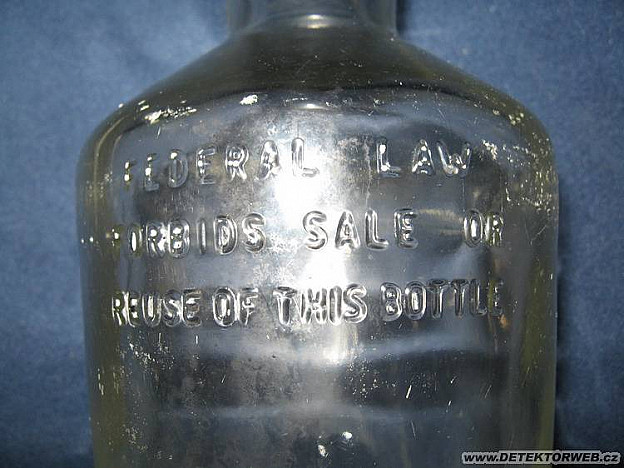 FEDERAL LAW
FORBIDS SALE OR
REUSE OF THIS BOTTLE
www.DETEKTORWEB.cz